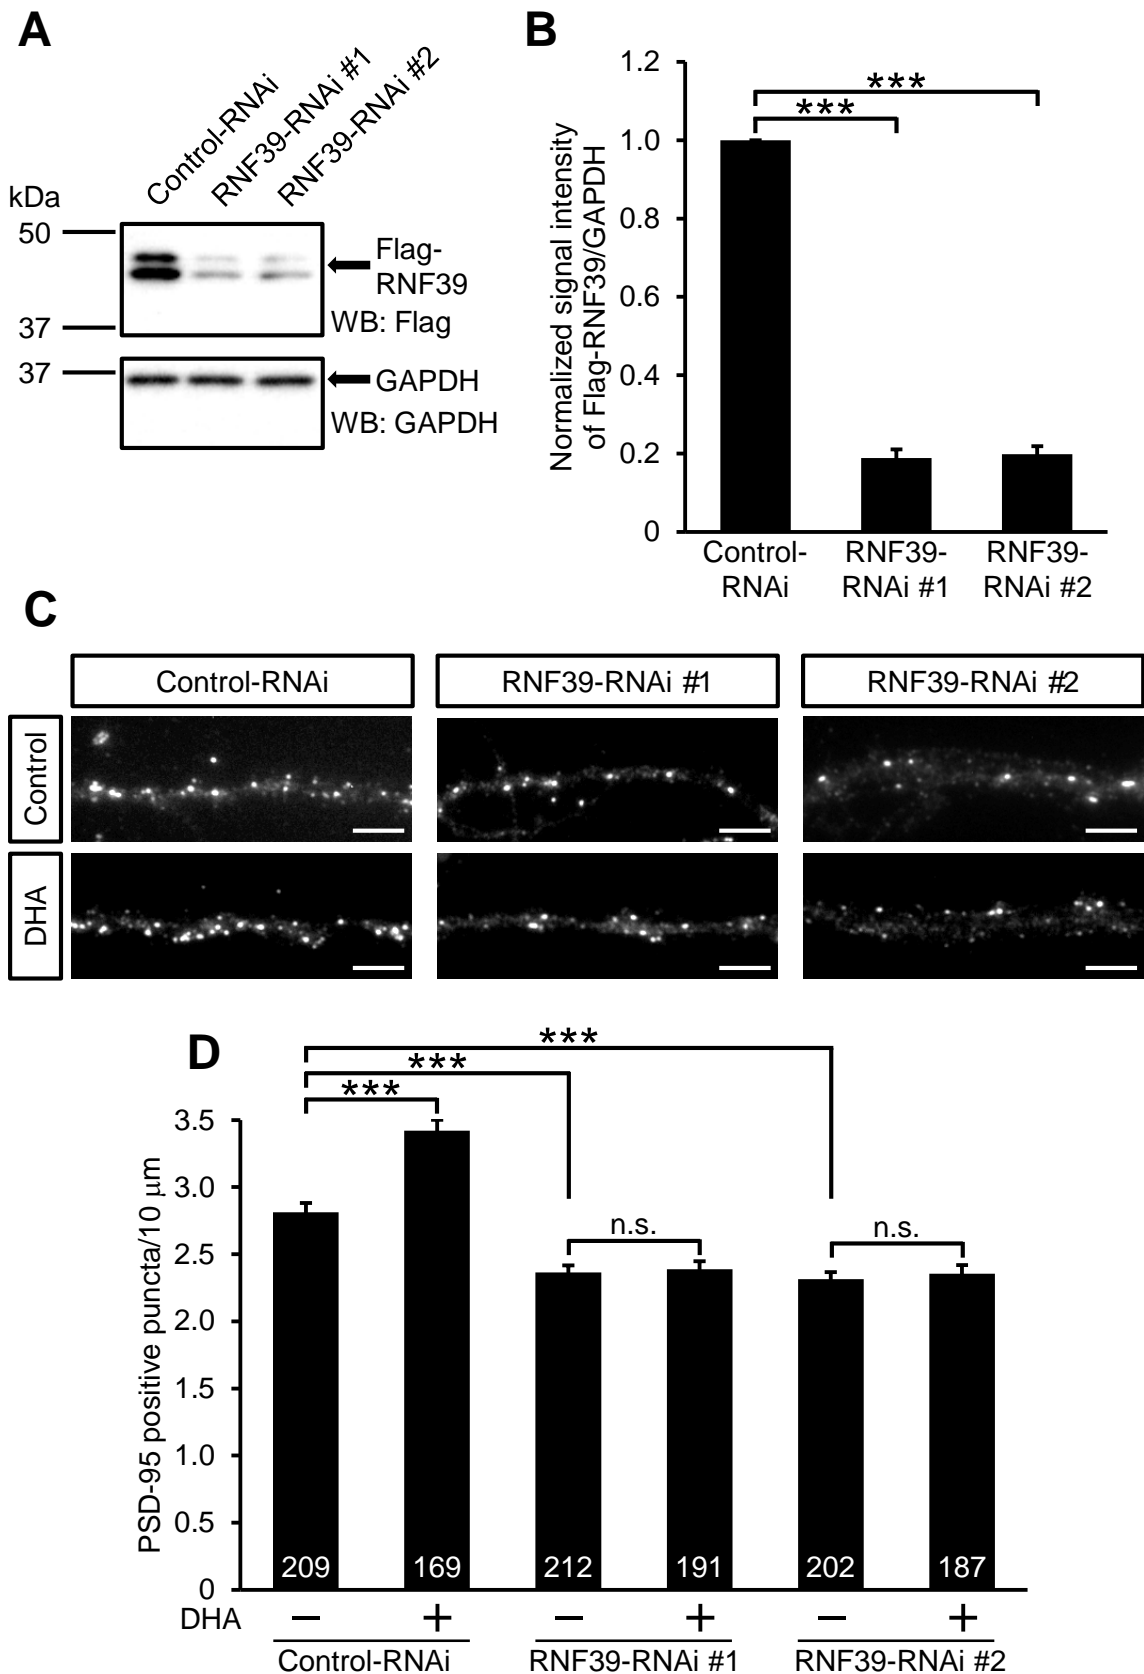 A
Control-RNAi
RNF39-RNAi #1
RNF39-RNAi #2
kDa
50
37
Flag-
RNF39
WB: Flag
37
GAPDH
WB: GAPDH
B
Normalized signal intensity
of Flag-RNF39/GAPDH
1.2
1.0
0.8
0.6
0.4
0.2
0
***
***
Control-
RNAi
RNF39-
RNAi #1
RNF39-
RNAi #2
C
Control-RNAi
RNF39-RNAi #1
RNF39-RNAi #2
Control
DHA
D
PSD-95 positive puncta/10 μm
3.5
3.0
2.5
2.0
1.5
1.0
0.5
0
***
***
***
n.s.
n.s.
209
169
212
191
202
187
DHA − + − + − +
Control-RNAi
RNF39-RNAi #1
RNF39-RNAi #2